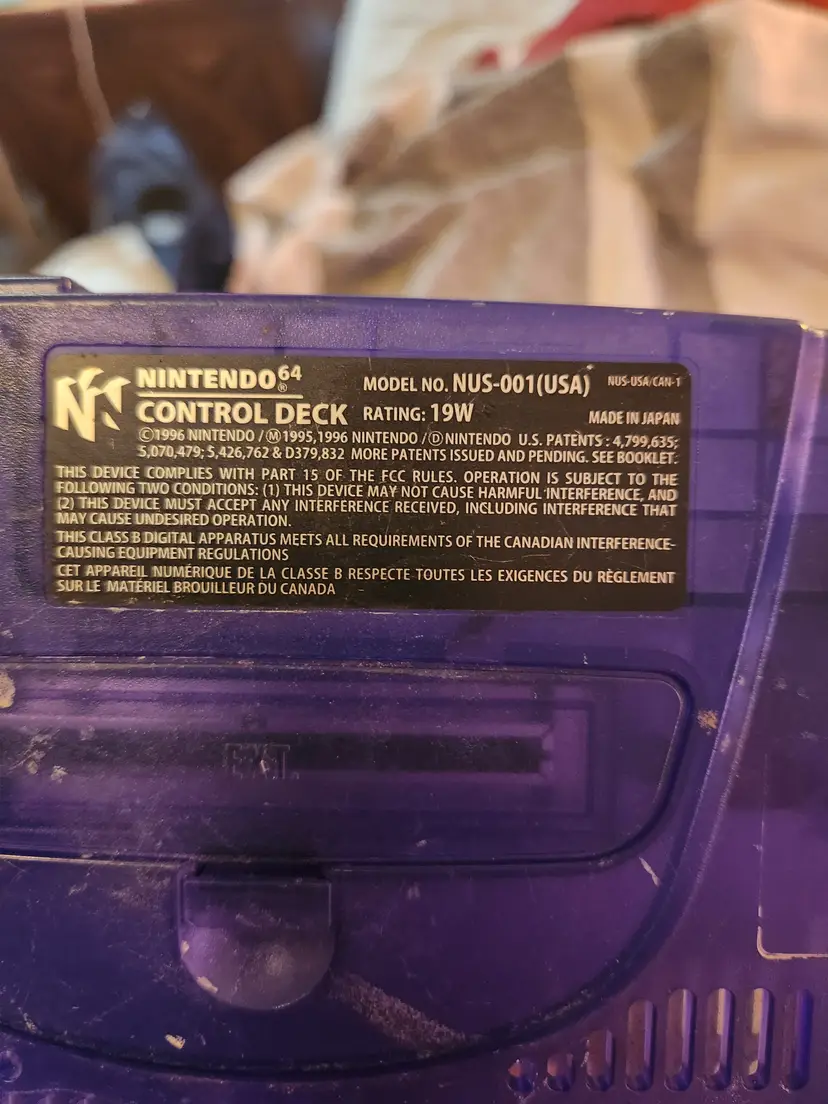 NINTENDO 64 ®
CONTROL DECK
MODEL NO. NUS-001(USA)
NUS-USA/CAN-1
RATING: 19W
MADE IN JAPAN
©1996 NINTENDO /Ⓜ1995,1996 NINTENDO /ⒹNINTENDO U.S. PATENTS : 4,799,635;
5,070,479; 5,426,762 & D379,832 MORE PATENTS ISSUED AND PENDING. SEE BOOKLET.
THIS DEVICE COMPLIES WITH PART 15 OF THE FCC RULES. OPERATION IS SUBJECT TO THE
FOLLOWING TWO CONDITIONS: (1) THIS DEVICE MAY NOT CAUSE HARMFUL INTERFERENCE, AND
(2) THIS DEVICE MUST ACCEPT ANY INTERFERENCE RECEIVED, INCLUDING INTERFERENCE THAT
MAY CAUSE UNDESIRED OPERATION.
THIS CLASS B DIGITAL APPARATUS MEETS ALL REQUIREMENTS OF THE CANADIAN INTERFERENCE-
CAUSING EQUIPMENT REGULATIONS
CET APPAREIL NUMÉRIQUE DE LA CLASSE B RESPECTE TOUTES LES EXIGENCES DU RÈGLEMENT
SUR LE MATÉRIEL BROUILLEUR DU CANADA
EXT.